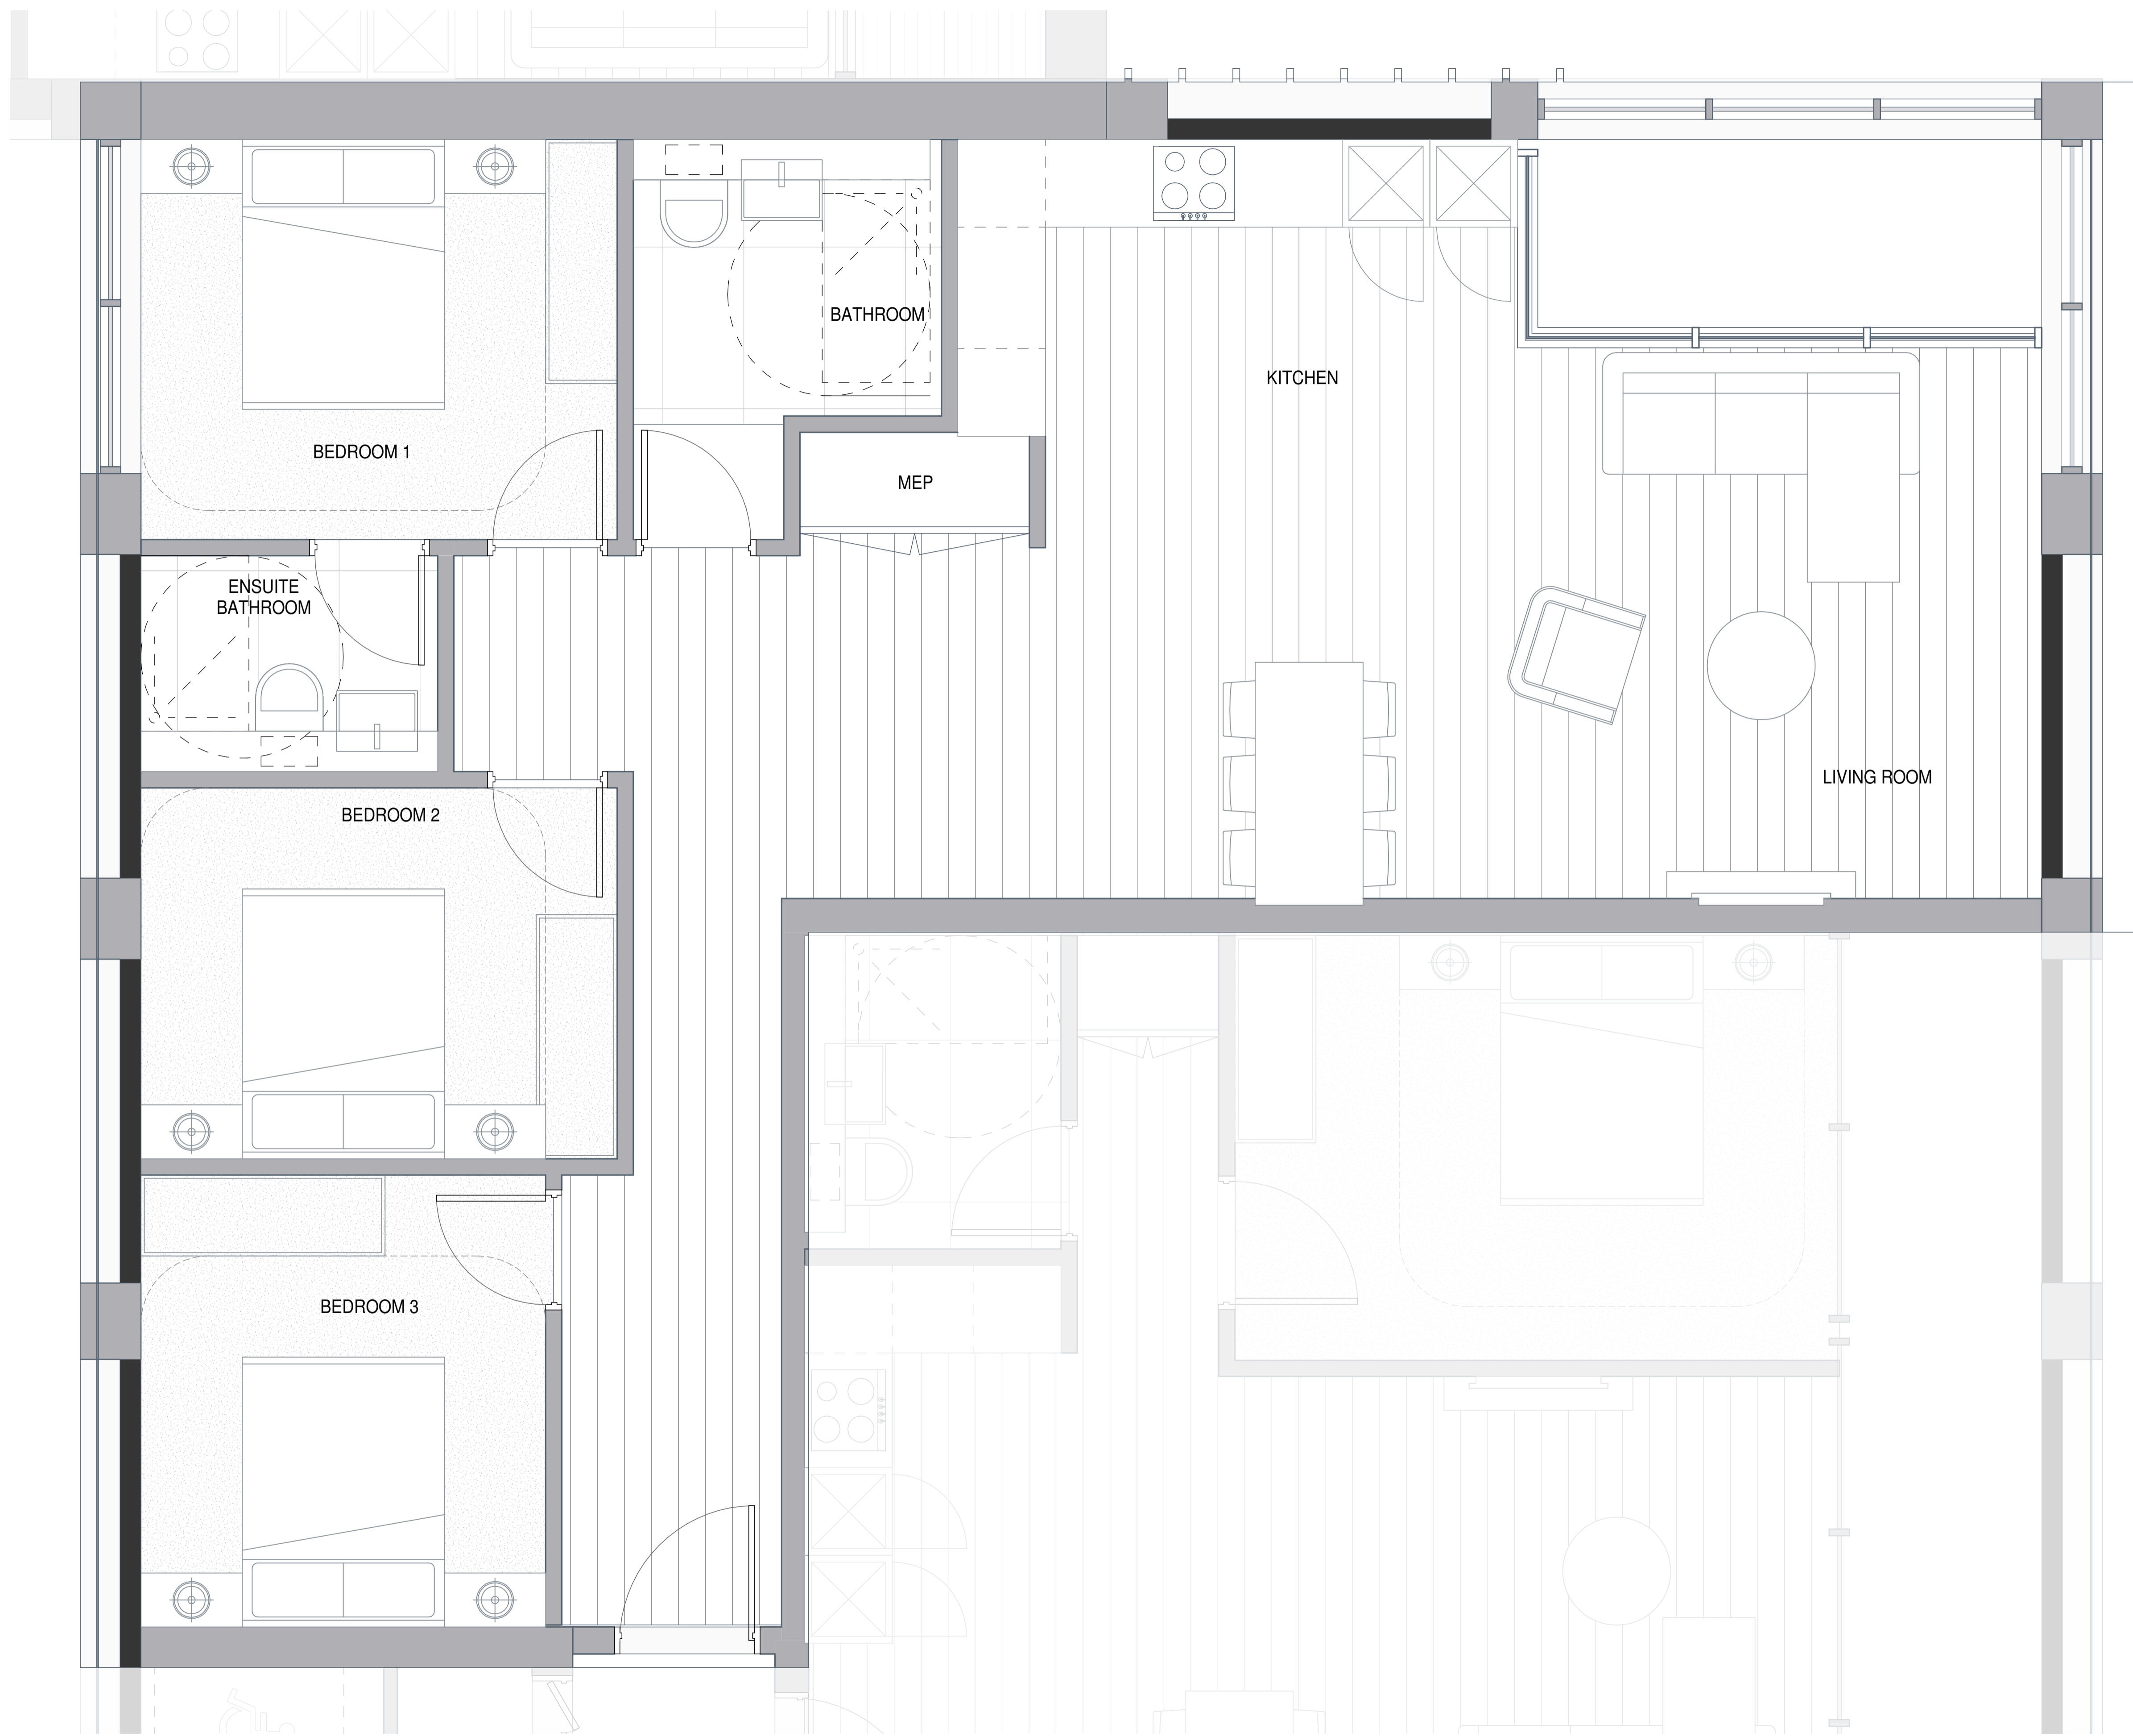 BATHROOM
KITCHEN
BEDROOM 1
MEP
ENSUITE
BATHROOM
LIVING ROOM
BEDROOM 2
BEDROOM 3